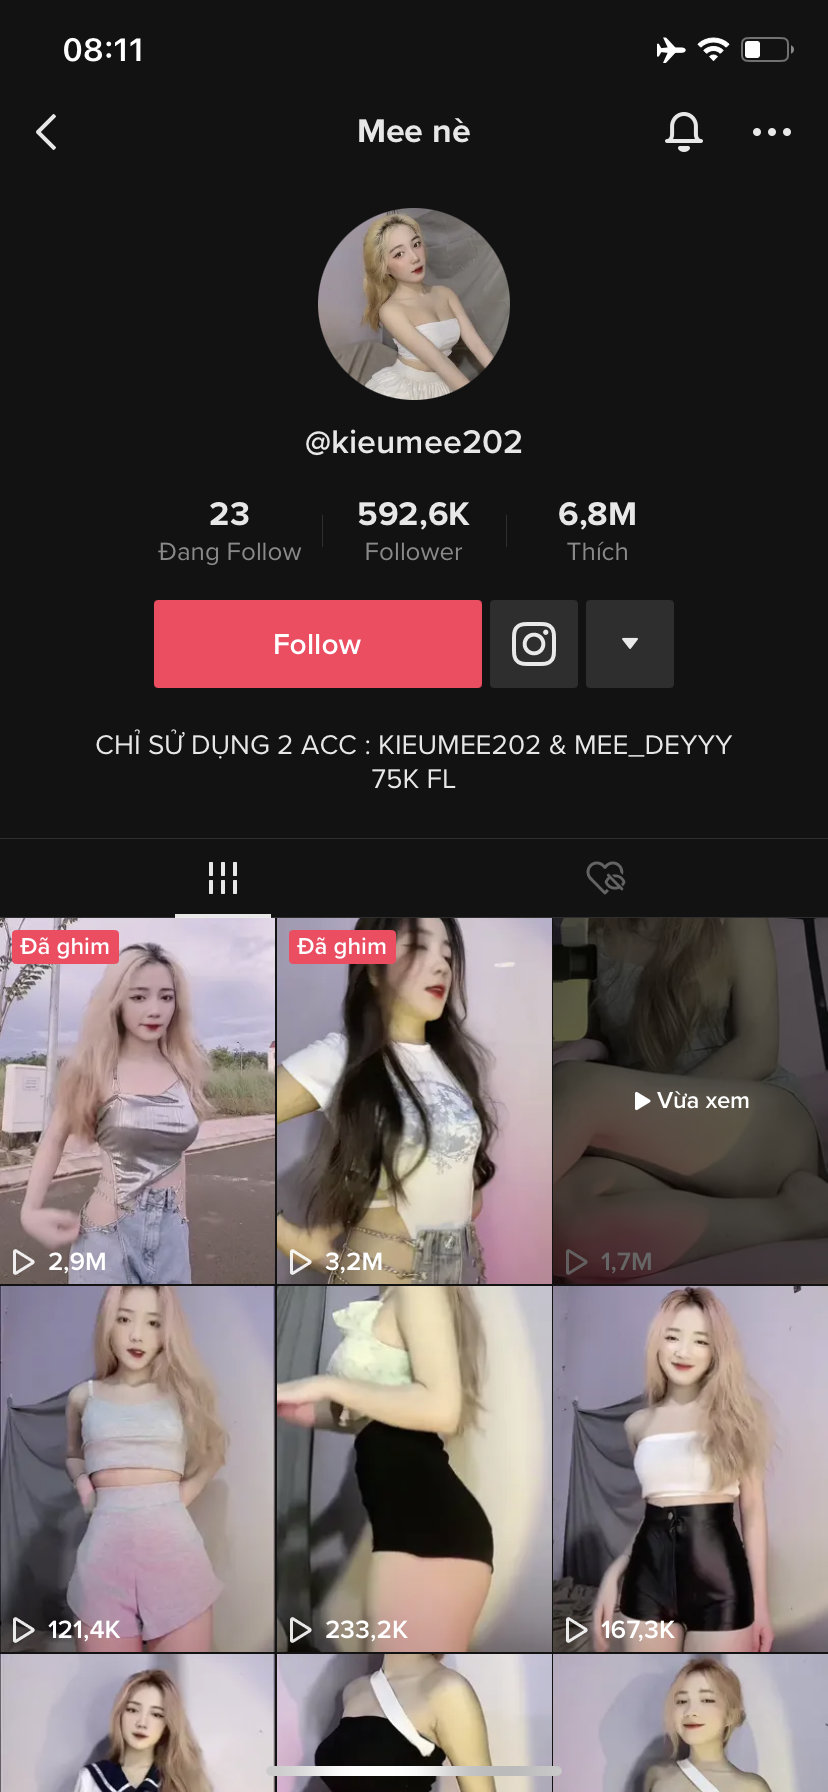 08:11
Mee nè
@kieumee202
23
592,6K
6,8M
Đang Follow
Follower
Thích
Follow
CHỈ SỬ DỤNG 2 ACC : KIEUMEE202 & MEE_DEYYY
75K FL
Đã ghim
Đã ghim
Vừa xem
2,9M
3,2M
1,7M
121,4K
233,2K
167,3K